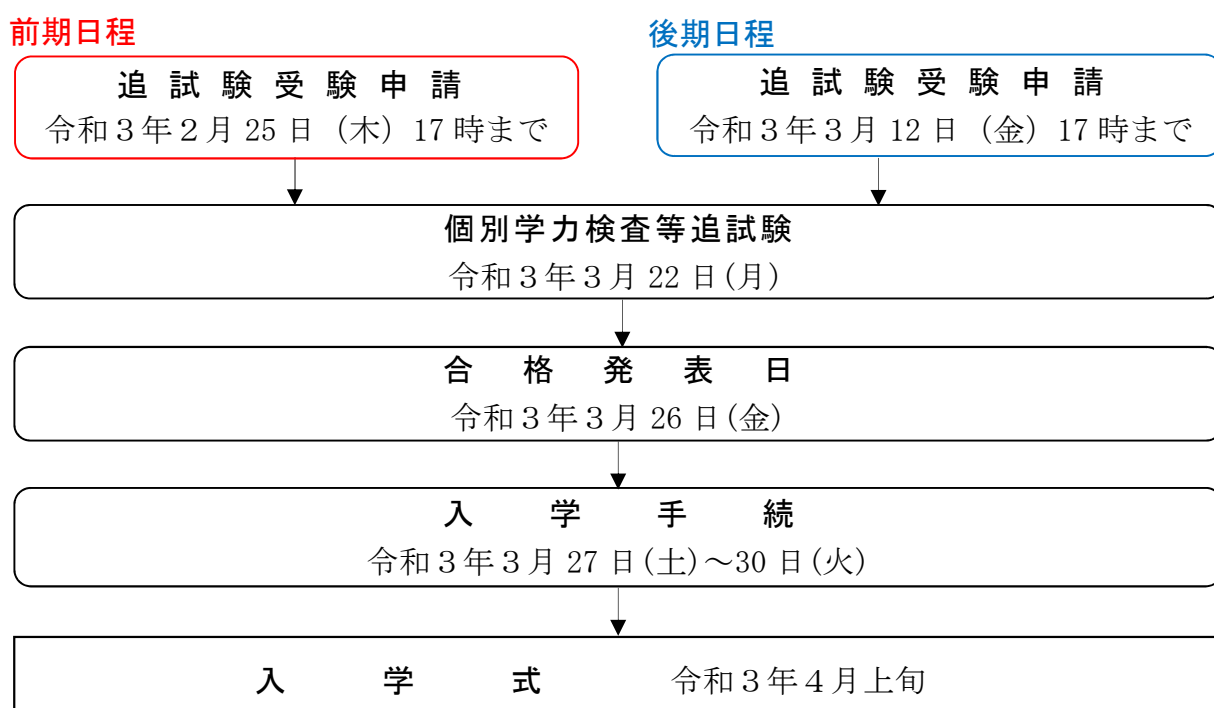 前期日程
追試験受験申請
令和３年２月 25 日（木）17 時まで
後期日程
追試験受験申請
令和３年３月 12 日（金）17 時まで
個別学力検査等追試験
令和３年３月 22 日(月)
合格発表日
令和３年３月 26 日(金)
入学手続
令和３年３月 27 日(土)～30 日(火)
入学式　令和３年４月上旬